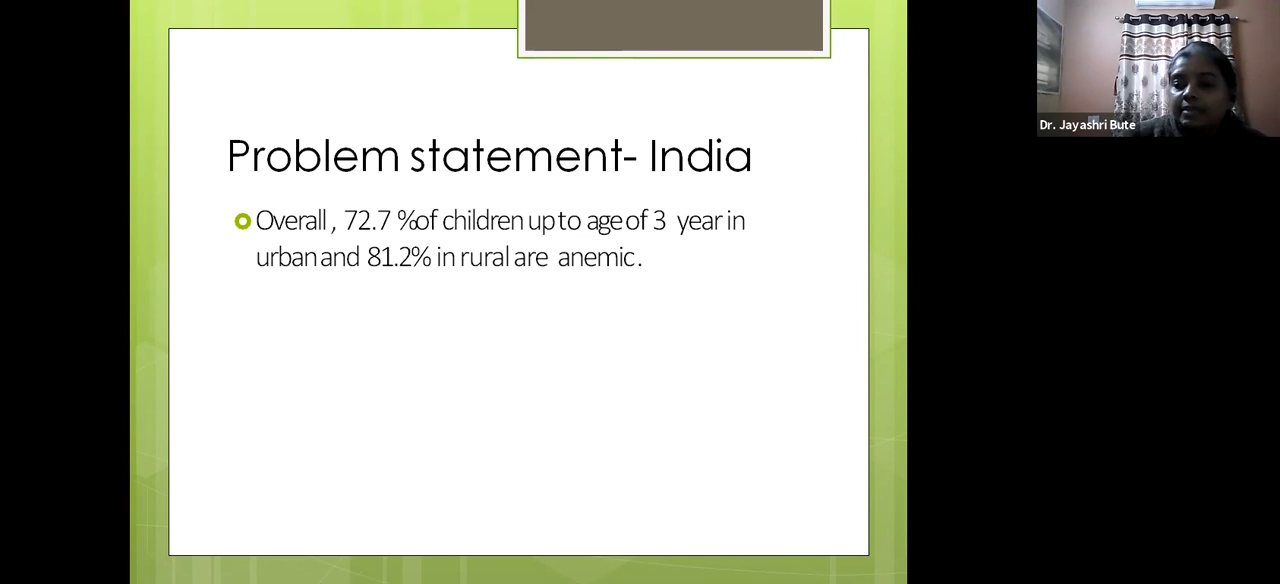 Problem statement- India
Overall , 72.7 %of children up to age of 3 year in
urban and 81.2% in rural are anemic .
Dr. Jayashri Bute